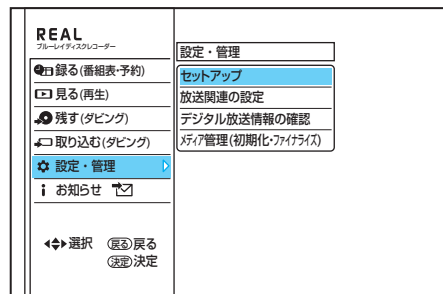 REAL
ブルーレイディスクレコーダー
録る(番組表・予約)
見る(再生)
残す(ダビング)
取り込む(ダビング)
設定・管理
お知らせ
選択 戻る 戻る
決定 決定
設定・管理
セットアップ
放送関連の設定
デジタル放送情報の確認
メディア管理(初期化・ファイナライズ)